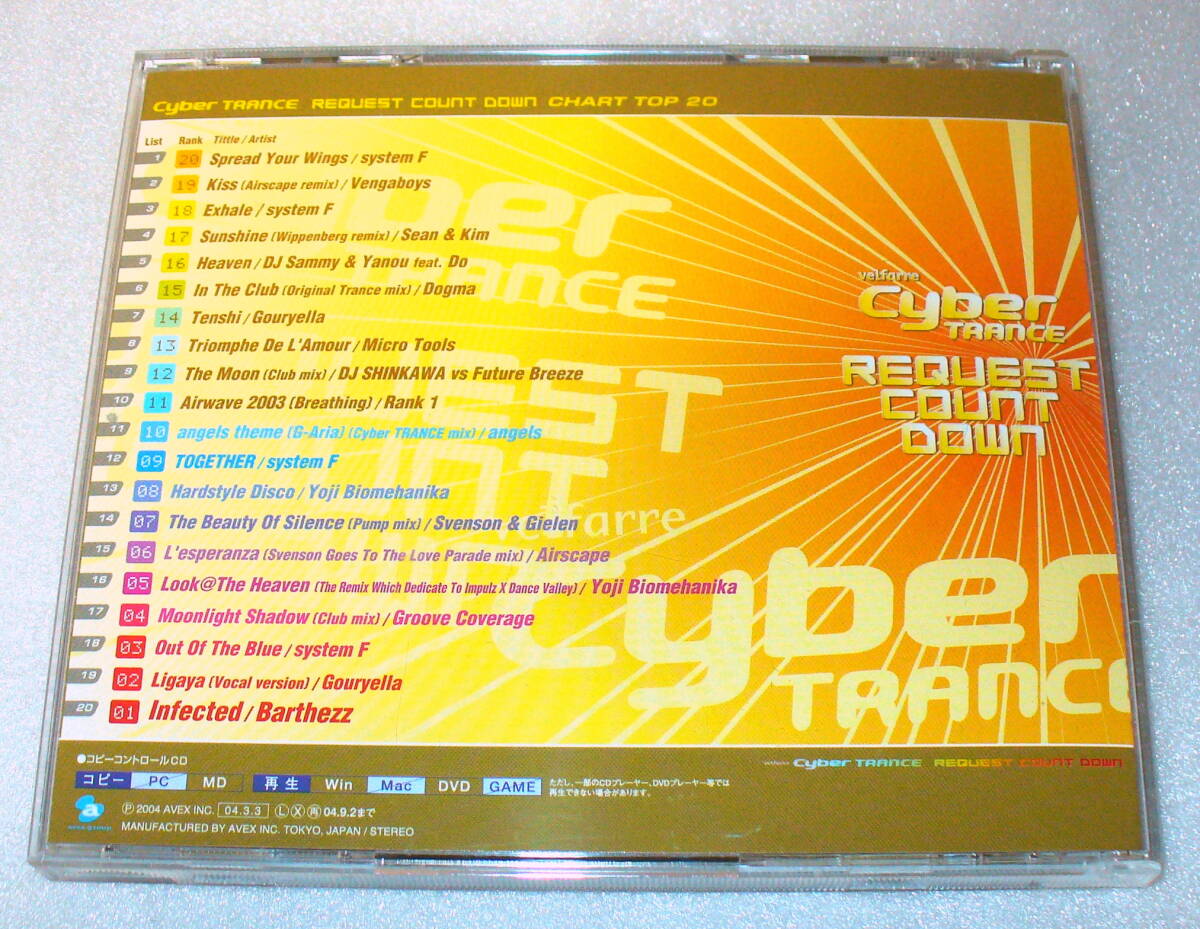 Cyber TRANCE REQUEST COUNT DOWN CHART TOP 20
List Rank Tittle / Artist
1 20 Spread Your Wings / system F
2 19 Kiss (Airscape remix) / Vengaboys
3 18 Exhale / system F
4 17 Sunshine (Wippenberg remix) / Sean & Kim
5 16 Heaven / DJ Sammy & Yanou feat. Do
6 15 In The Club (Original Trance mix) / Dogma
7 14 Tenshi / Gouryella
8 13 Triomphe De L'Amour / Micro Tools
9 12 The Moon (Club mix) / DJ SHINKAWA vs Future Breeze
10 11 Airwave 2003 (Breathing) / Rank 1
11 10 angels theme (G-Aria) (Cyber TRANCE mix) / angels
12 09 TOGETHER / system F
13 08 Hardstyle Disco / Yoji Biomehanika
14 07 The Beauty Of Silence (Pump mix) / Svenson & Gielen
15 06 L'esperanza (Svenson Goes To The Love Parade mix) / Airscape
16 05 Look@The Heaven (The Remix Which Dedicate To Impulz X Dance Valley) / Yoji Biomehanika
17 04 Moonlight Shadow (Club mix) / Groove Coverage
18 03 Out Of The Blue / system F
19 02 Ligaya (Vocal version) / Gouryella
20 01 Infected / Barthezz
velfarre
Cyber
TRANCE
REQUEST
COUNT
DOWN
ber
TRANCE
UEST
UNT
velfarre
Cyber
TRANC
●コピーコントロールCD
コピー PC MD 再生 Win Mac DVD GAME
ただし、一部のCDプレーヤー、DVDプレーヤー等では
再生できない場合があります。
Cyber TRANCE REQUEST COUNT DOWN
a
avex group
Ⓟ 2004 AVEX INC. 04.3.3 Ⓛ Ⓧ ㊞04.9.2まで
MANUFACTURED BY AVEX INC. TOKYO, JAPAN / STEREO